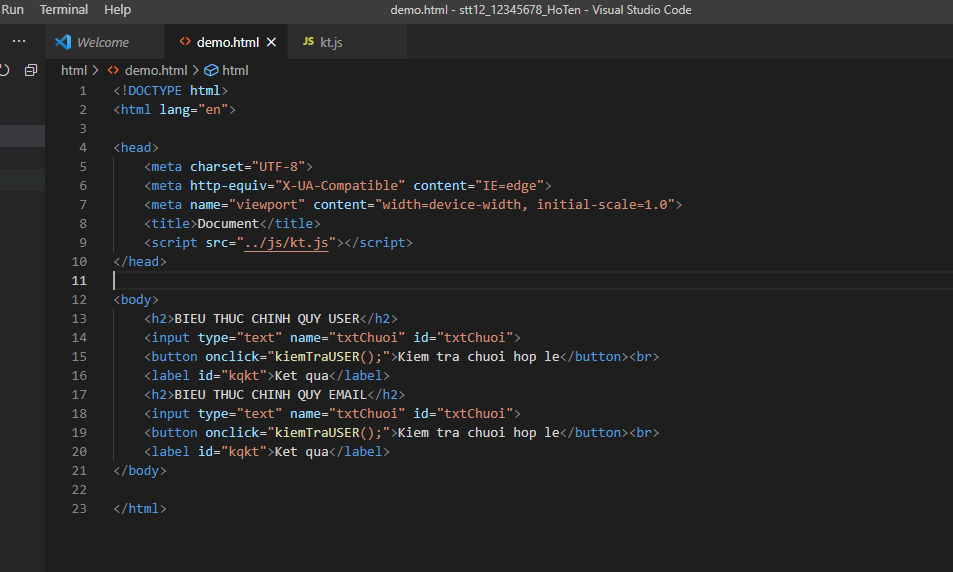 Run Terminal Help demo.html - stt12_12345678_HoTen - Visual Studio Code
··· Welcome demo.html JS kt.js
html > demo.html > html
1 <!DOCTYPE html>
2 <html lang="en">
3
4 <head>
5 <meta charset="UTF-8">
6 <meta http-equiv="X-UA-Compatible" content="IE=edge">
7 <meta name="viewport" content="width=device-width, initial-scale=1.0">
8 <title>Document</title>
9 <script src="../js/kt.js"></script>
10 </head>
11
12 <body>
13 <h2>BIEU THUC CHINH QUY USER</h2>
14 <input type="text" name="txtChuoi" id="txtChuoi">
15 <button onclick="kiemTraUSER();">Kiem tra chuoi hop le</button><br>
16 <label id="kqkt">Ket qua</label>
17 <h2>BIEU THUC CHINH QUY EMAIL</h2>
18 <input type="text" name="txtChuoi" id="txtChuoi">
19 <button onclick="kiemTraUSER();">Kiem tra chuoi hop le</button><br>
20 <label id="kqkt">Ket qua</label>
21 </body>
22
23 </html>